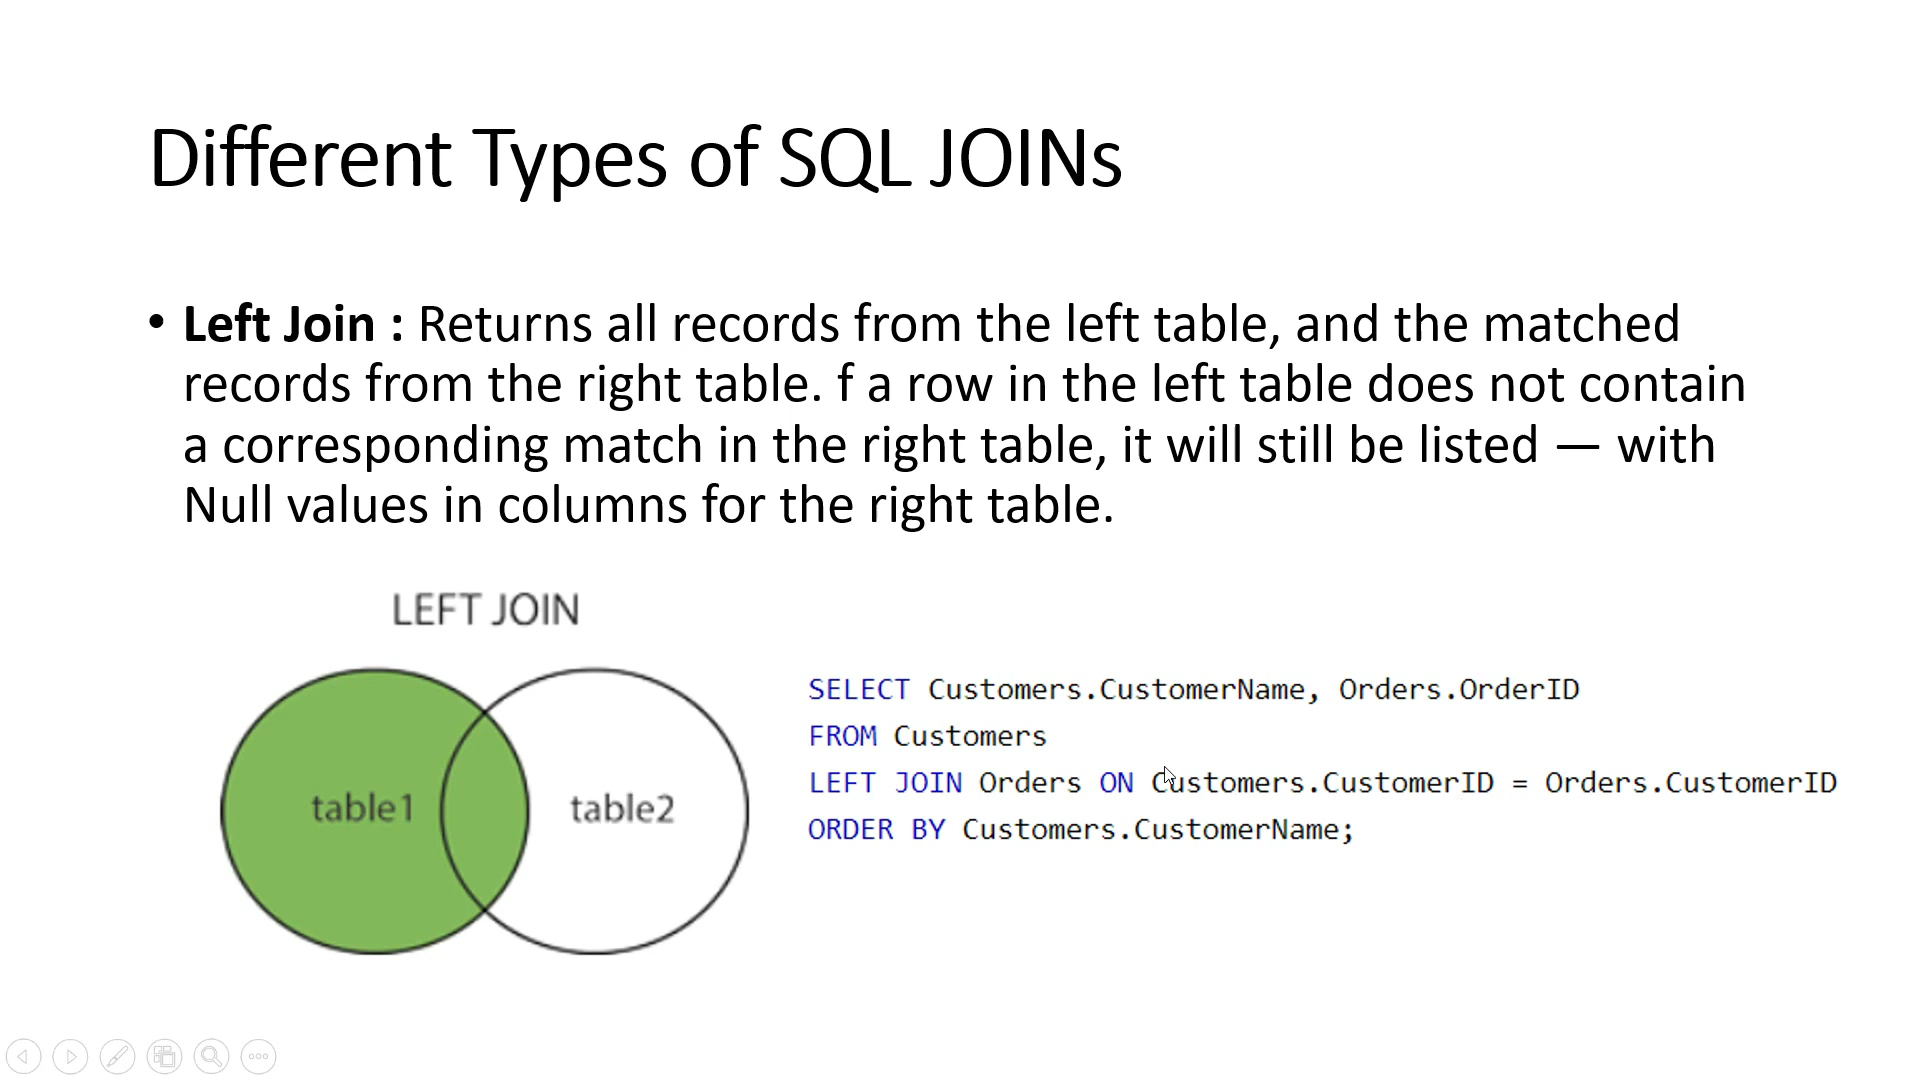 Different Types of SQL JOINs
• Left Join : Returns all records from the left table, and the matched
records from the right table. f a row in the left table does not contain
a corresponding match in the right table, it will still be listed — with
Null values in columns for the right table.
LEFT JOIN
table1
table2
SELECT Customers.CustomerName, Orders.OrderID
FROM Customers
LEFT JOIN Orders ON Customers.CustomerID = Orders.CustomerID
ORDER BY Customers.CustomerName;